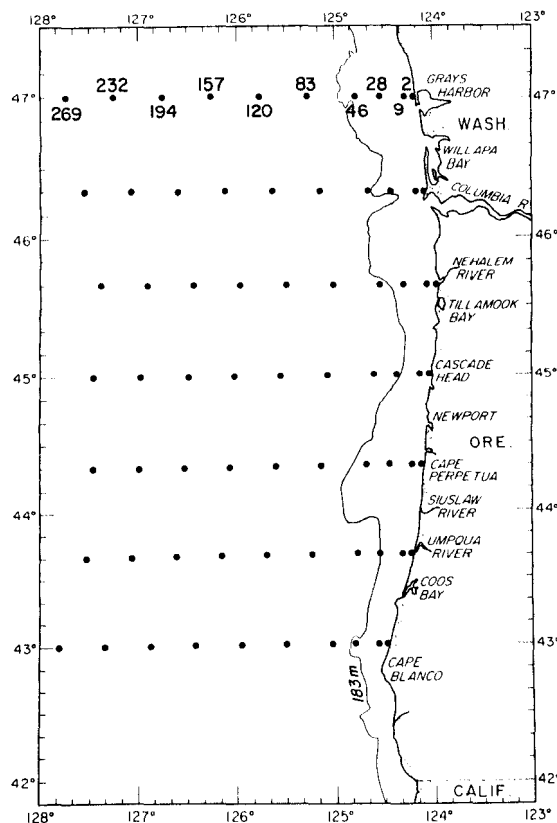 128° 127° 126° 125° 124° 123°
232 157 83 28 2
269 194 120 46 9
47° 47°
GRAYS
HARBOR
WASH.
WILLAPA
BAY
COLUMBIA R
46° 46°
NEHALEM
RIVER
TILLAMOOK
BAY
45° 45°
CASCADE
HEAD
NEWPORT
ORE.
CAPE
PERPETUA
44° 44°
SIUSLAW
RIVER
UMPQUA
RIVER
COOS
BAY
43° 43°
CAPE
BLANCO
183m
42° 42°
CALIF.
128° 127° 126° 125° 124° 123°